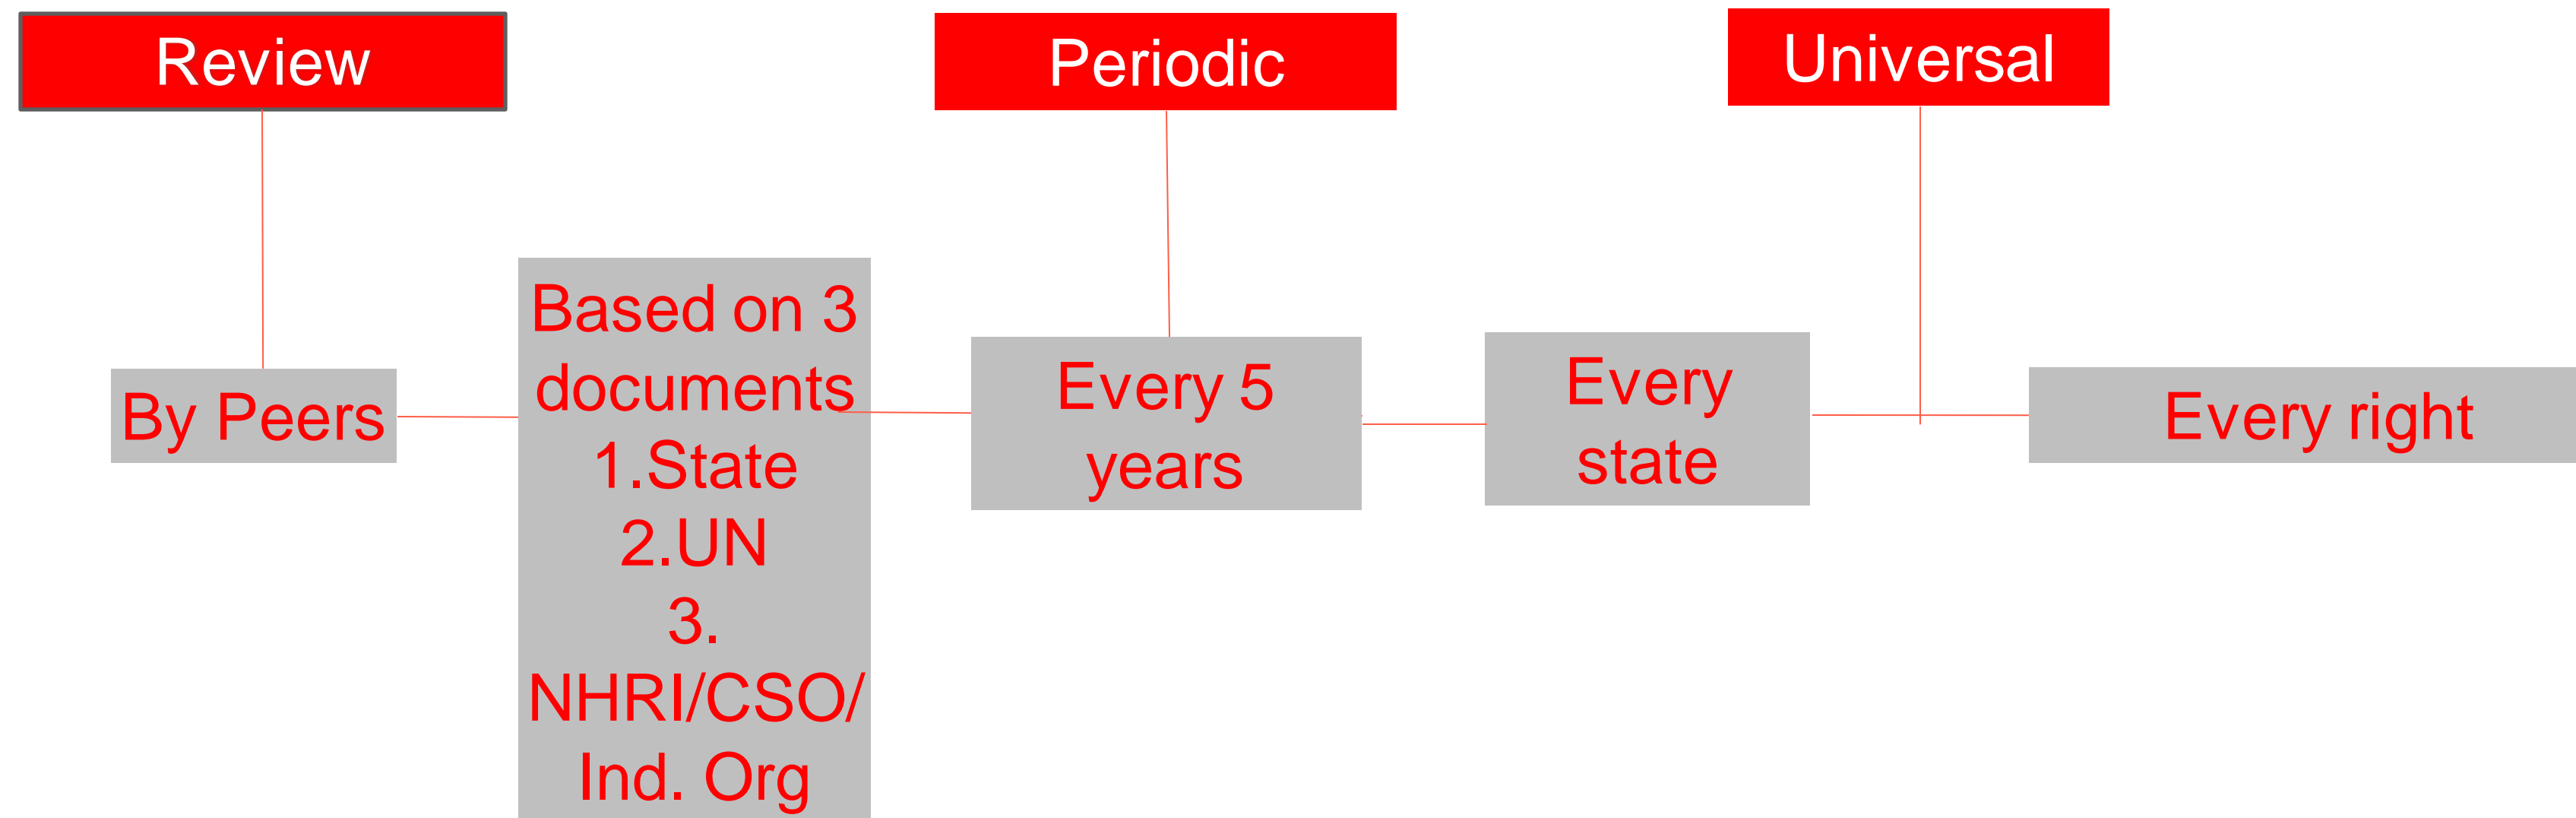 Review
Periodic
Universal
By Peers
Based on 3
documents
1.State
2.UN
3.
NHRI/CSO/
Ind. Org
Every 5
years
Every
state
Every right